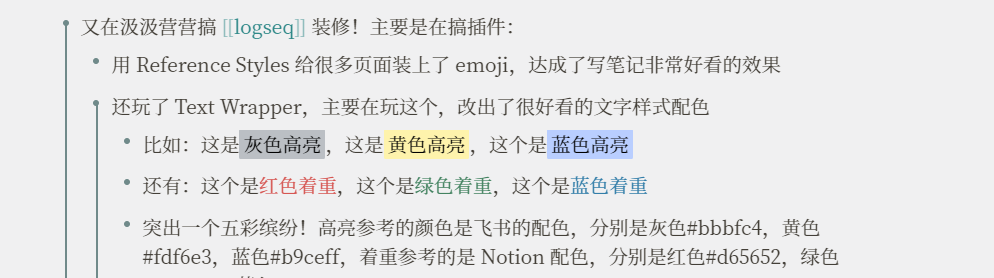 又在汲汲营营搞 [[logseq]] 装修！主要是在搞插件：
用 Reference Styles 给很多页面装上了 emoji，达成了写笔记非常好看的效果
还玩了 Text Wrapper，主要在玩这个，改出了很好看的文字样式配色
比如：这是灰色高亮，这是黄色高亮，这个是蓝色高亮
还有：这个是红色着重，这个是绿色着重，这个是蓝色着重
突出一个五彩缤纷！高亮参考的颜色是飞书的配色，分别是灰色#bbbfc4，黄色
#fdf6e3，蓝色#b9ceff，着重参考的是 Notion 配色，分别是红色#d65652，绿色